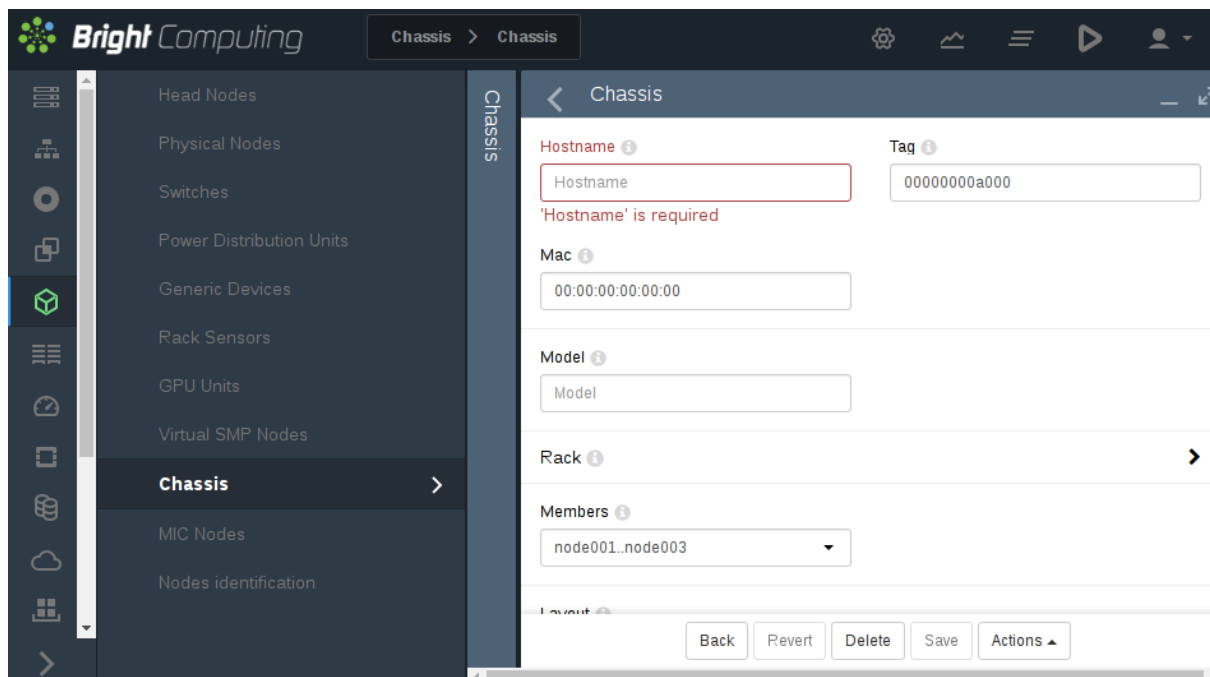 Bright Computing
Chassis > Chassis
Head Nodes
Physical Nodes
Switches
Power Distribution Units
Generic Devices
Rack Sensors
GPU Units
Virtual SMP Nodes
Chassis
MIC Nodes
Nodes identification
Chassis
Chassis
Hostname
Tag
Hostname
00000000a000
'Hostname' is required
Mac
00:00:00:00:00:00
Model
Model
Rack
Members
node001..node003
Layout
Back Revert Delete Save Actions